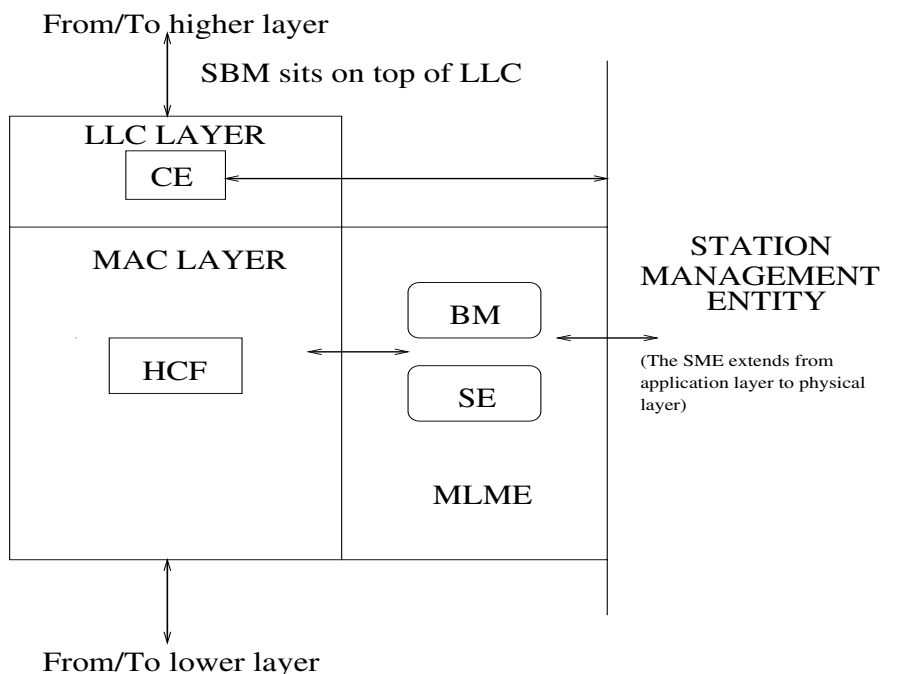 From/To higher layer
SBM sits on top of LLC
LLC LAYER
CE
MAC LAYER
HCF
BM
SE
MLME
STATION
MANAGEMENT
ENTITY
(The SME extends from
application layer to physical
layer)
From/To lower layer